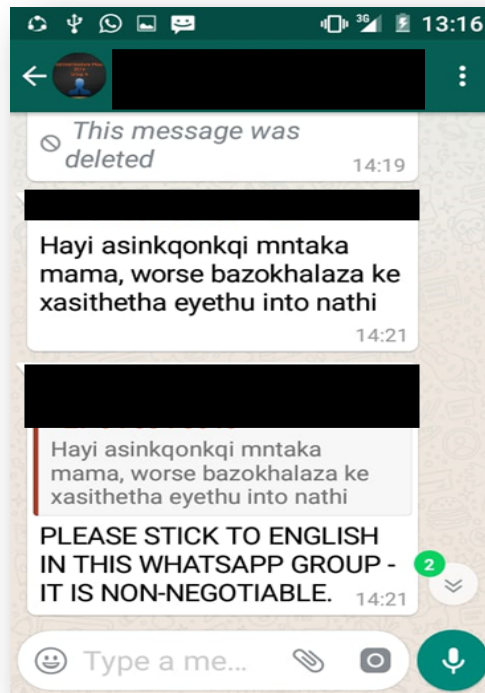 3G 13:16
This message was
deleted
14:19
Hayi asinkqonkqi mntaka
mama, worse bazokhalaza ke
xasithetha eyethu into nathi
14:21
Hayi asinkqonkqi mntaka
mama, worse bazokhalaza ke
xasithetha eyethu into nathi
PLEASE STICK TO ENGLISH
IN THIS WHATSAPP GROUP -
IT IS NON-NEGOTIABLE. 14:21
2
Type a me...